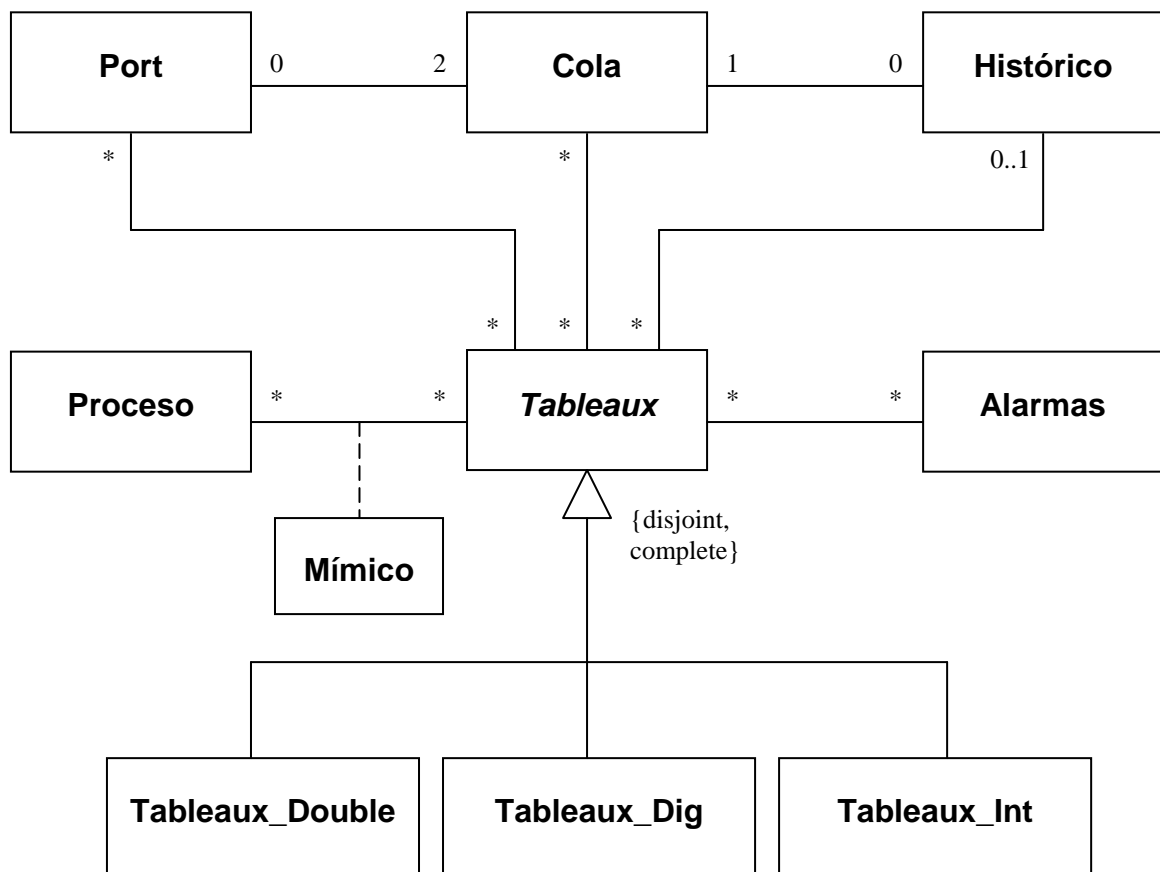 Port
0
2
Cola
1
0
Histórico
*
*
0..1
*
*
*
Proceso
*
*
Tableaux
*
*
Alarmas
{disjoint,
complete}
Mímico
Tableaux_Double
Tableaux_Dig
Tableaux_Int